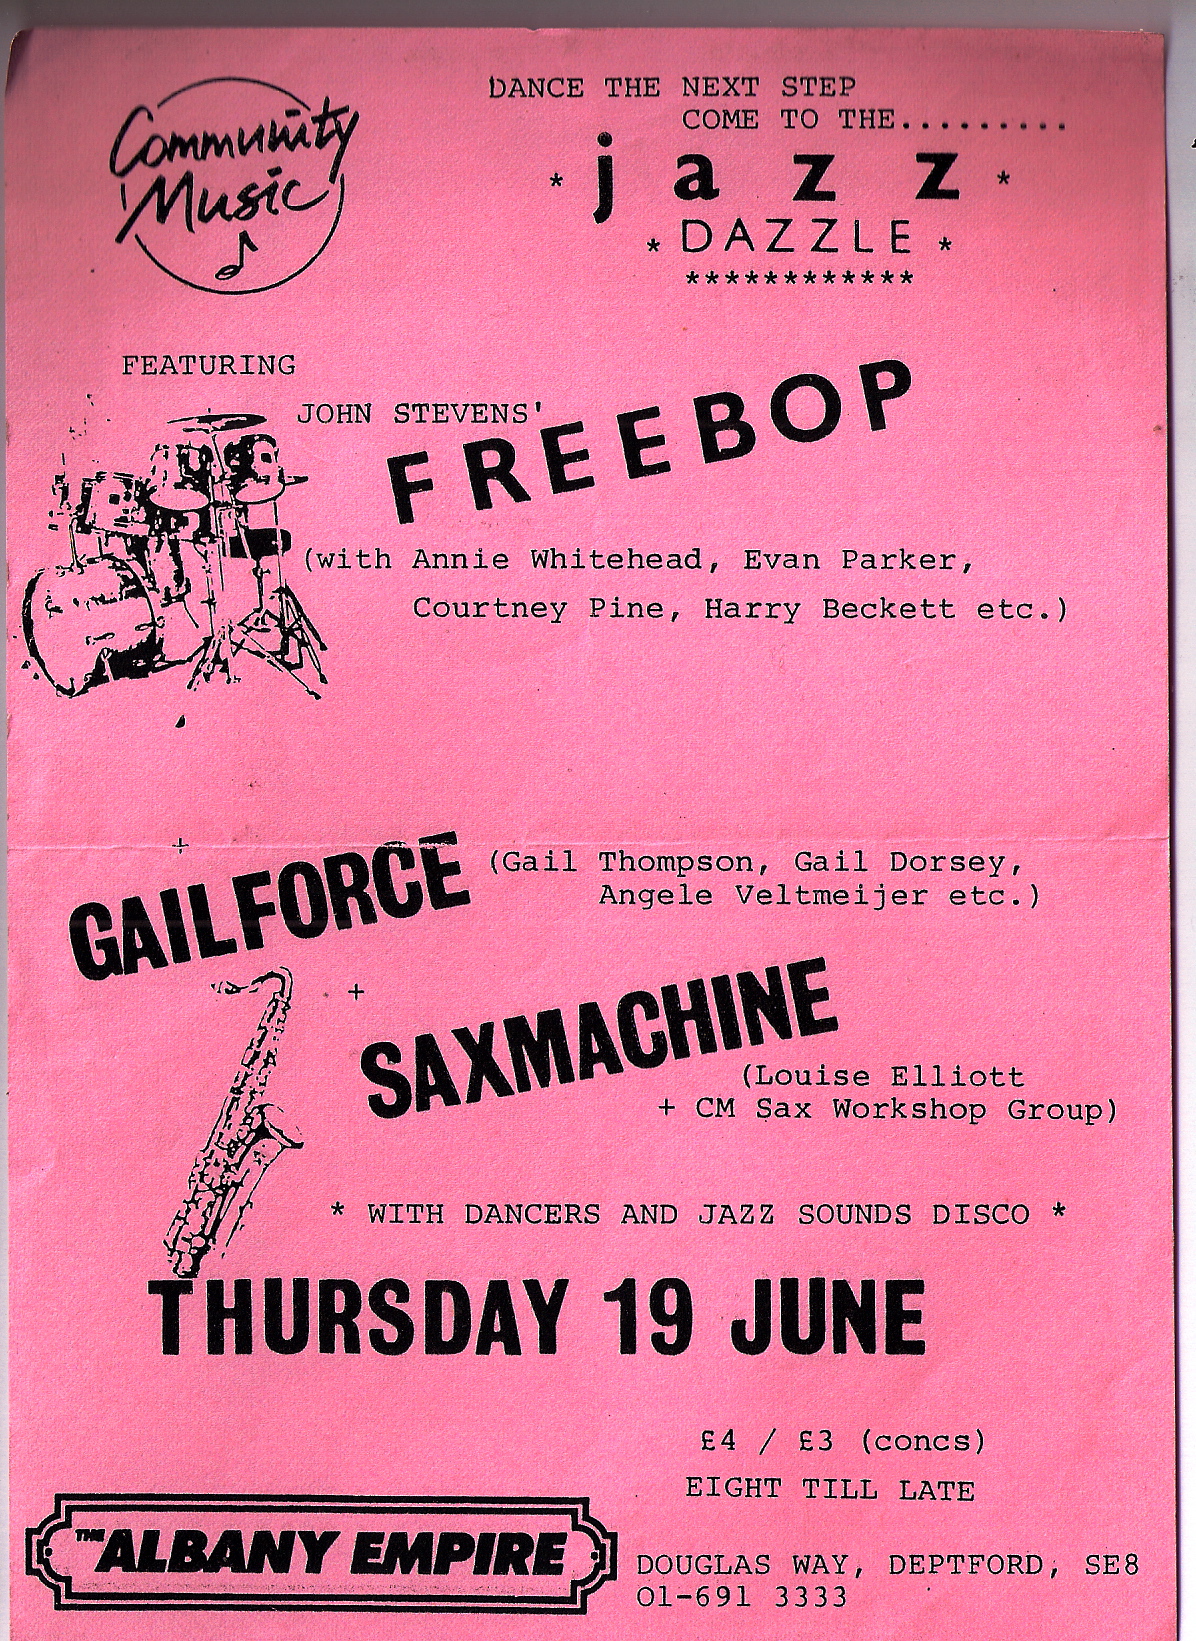 Community
Music
DANCE THE NEXT STEP
COME TO THE.........
* jazz *
* DAZZLE *
************
FEATURING
JOHN STEVENS'
FREEBOP
(with Annie Whitehead, Evan Parker,
Courtney Pine, Harry Beckett etc.)
+
GAILFORCE (Gail Thompson, Gail Dorsey,
Angele Veltmeijer etc.)
+
SAXMACHINE
(Louise Elliott
+ CM Sax Workshop Group)
* WITH DANCERS AND JAZZ SOUNDS DISCO *
THURSDAY 19 JUNE
£4 / £3 (concs)
EIGHT TILL LATE
THE ALBANY EMPIRE
DOUGLAS WAY, DEPTFORD, SE8
01-691 3333